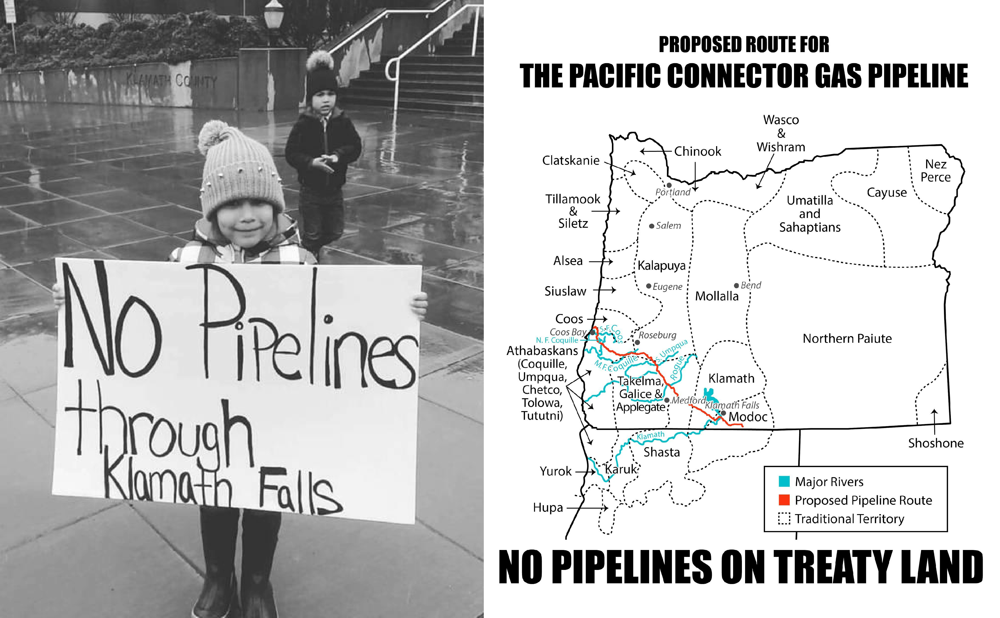 KLAMATH COUNTY
No Pipelines
through
Klamath Falls
PROPOSED ROUTE FOR
THE PACIFIC CONNECTOR GAS PIPELINE
Wasco
&
Wishram
Chinook
Clatskanie
Nez
Perce
Portland
Cayuse
Tillamook
&
Siletz
Umatilla
and
Sahaptians
Salem
Alsea
Kalapuya
Siuslaw
Eugene
Bend
Mollalla
Coos
Coos Bay
S.F.Coos
N. F. Coquille
Roseburg
Northern Paiute
Athabaskans
(Coquille,
Umpqua,
Chetco,
Tolowa,
Tututni)
M.F.Coquille
S. Umpqua
Rogue
Takelma,
Galice &
Applegate
Klamath
Medford
Klamath Falls
Modoc
Klamath
Shasta
Shoshone
Yurok
Karuk
Hupa
Major Rivers
Proposed Pipeline Route
Traditional Territory
NO PIPELINES ON TREATY LAND